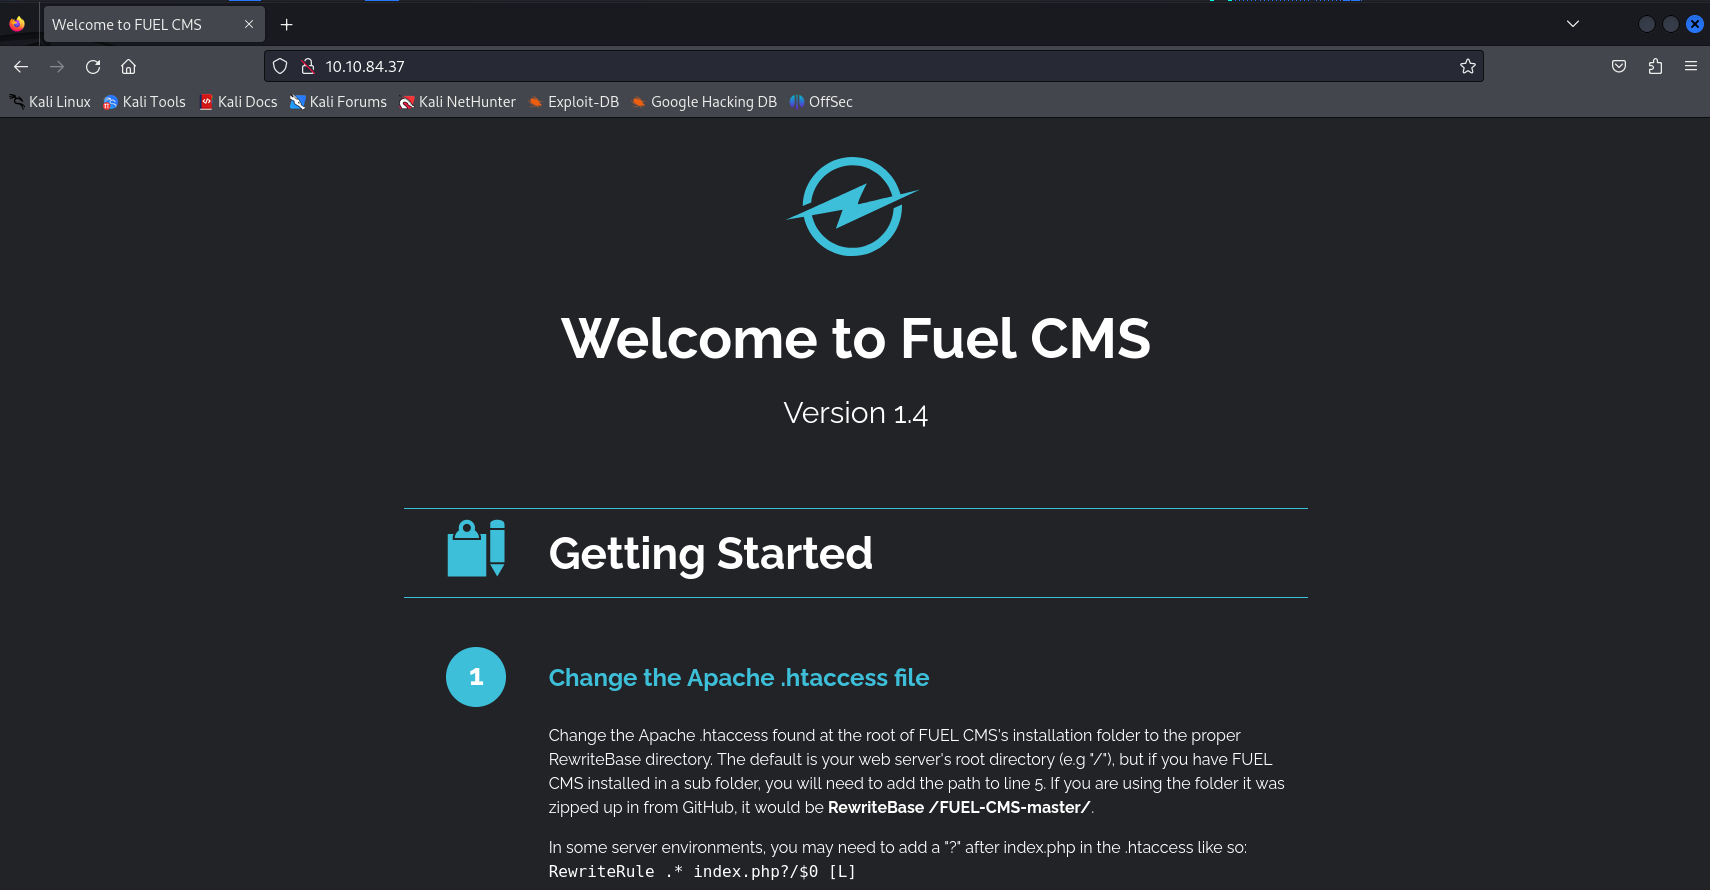 Welcome to FUEL CMS
10.10.84.37
Kali Linux Kali Tools Kali Docs Kali Forums Kali NetHunter Exploit-DB Google Hacking DB OffSec
Welcome to Fuel CMS
Version 1.4
Getting Started
1 Change the Apache .htaccess file
Change the Apache .htaccess found at the root of FUEL CMS's installation folder to the proper
RewriteBase directory. The default is your web server's root directory (e.g "/"), but if you have FUEL
CMS installed in a sub folder, you will need to add the path to line 5. If you are using the folder it was
zipped up in from GitHub, it would be RewriteBase /FUEL-CMS-master/.
In some server environments, you may need to add a "?" after index.php in the .htaccess like so:
RewriteRule .* index.php?/$0 [L]